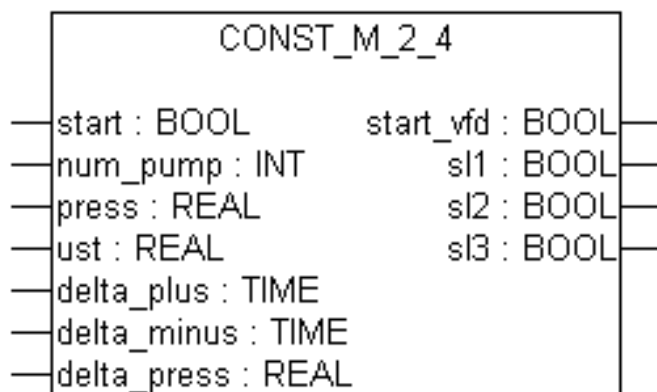 CONST_M_2_4
start : BOOL start_vfd : BOOL
num_pump : INT sl1 : BOOL
press : REAL sl2 : BOOL
ust : REAL sl3 : BOOL
delta_plus : TIME
delta_minus : TIME
delta_press : REAL